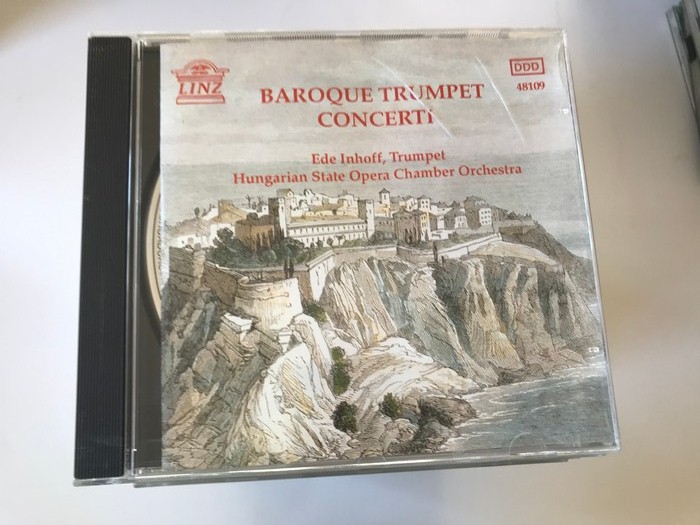 LINZ
DDD
48109
BAROQUE TRUMPET
CONCERTI
Ede Inhoff, Trumpet
Hungarian State Opera Chamber Orchestra